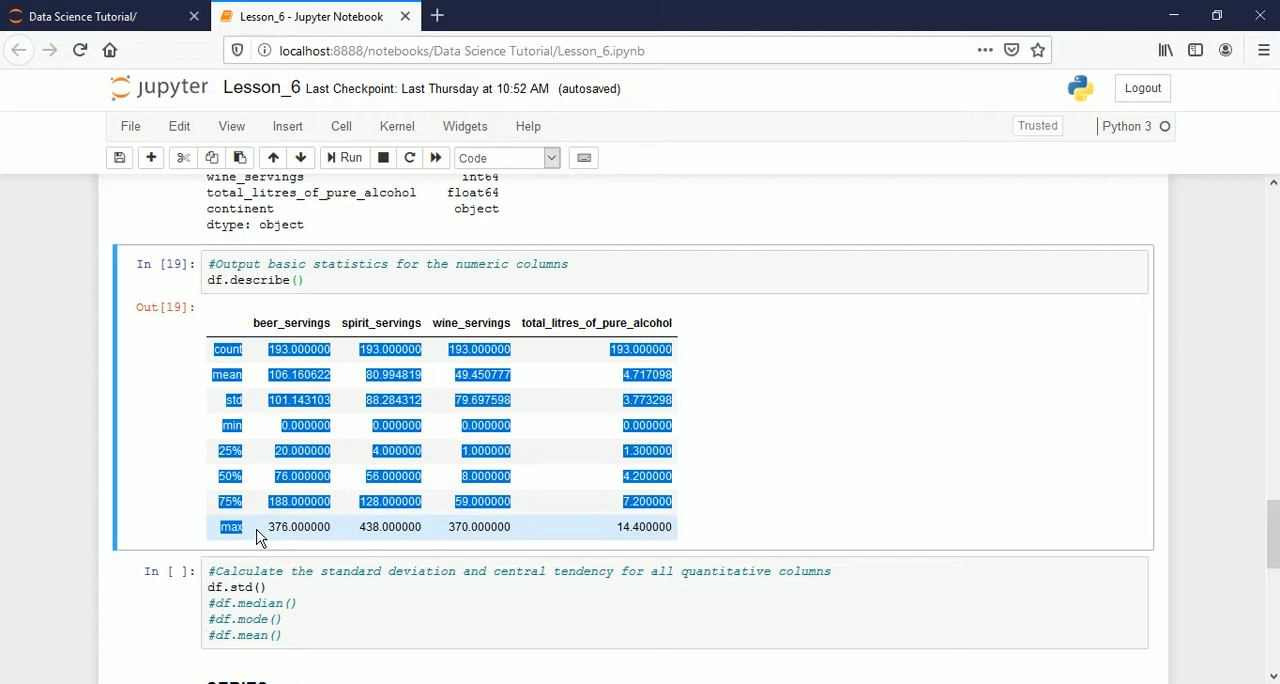 Data Science Tutorial/
Lesson_6 - Jupyter Notebook
localhost:8888/notebooks/Data Science Tutorial/Lesson_6.ipynb
jupyter Lesson_6 Last Checkpoint: Last Thursday at 10:52 AM (autosaved)
Logout
File Edit View Insert Cell Kernel Widgets Help
Trusted
Python 3
Run
Code
wine_servings int64
total_litres_of_pure_alcohol float64
continent object
dtype: object
In [19]: #Output basic statistics for the numeric columns
df.describe()
Out[19]:
beer_servings spirit_servings wine_servings total_litres_of_pure_alcohol
count 193.000000 193.000000 193.000000 193.000000
mean 106.160622 80.994819 49.450777 4.717098
std 101.143103 88.284312 79.697598 3.773298
min 0.000000 0.000000 0.000000 0.000000
25% 20.000000 4.000000 1.000000 1.300000
50% 76.000000 56.000000 8.000000 4.200000
75% 188.000000 128.000000 59.000000 7.200000
max 376.000000 438.000000 370.000000 14.400000
In [ ]: #Calculate the standard deviation and central tendency for all quantitative columns
df.std()
#df.median()
#df.mode()
#df.mean()